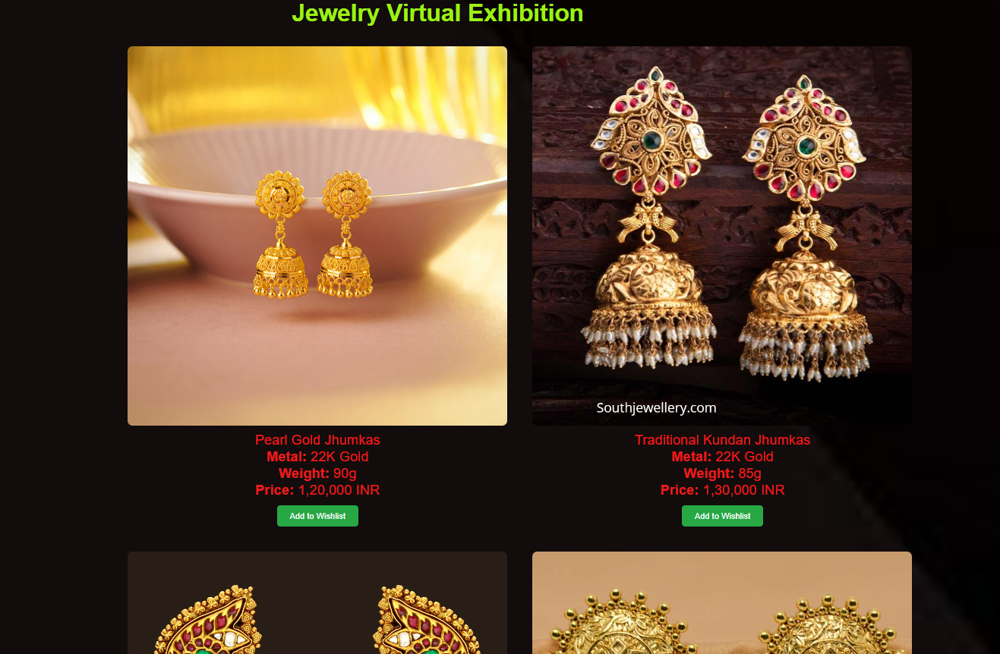 Jewelry Virtual Exhibition
Southjewellery.com
Pearl Gold Jhumkas
Metal: 22K Gold
Weight: 90g
Price: 1,20,000 INR
Add to Wishlist
Traditional Kundan Jhumkas
Metal: 22K Gold
Weight: 85g
Price: 1,30,000 INR
Add to Wishlist